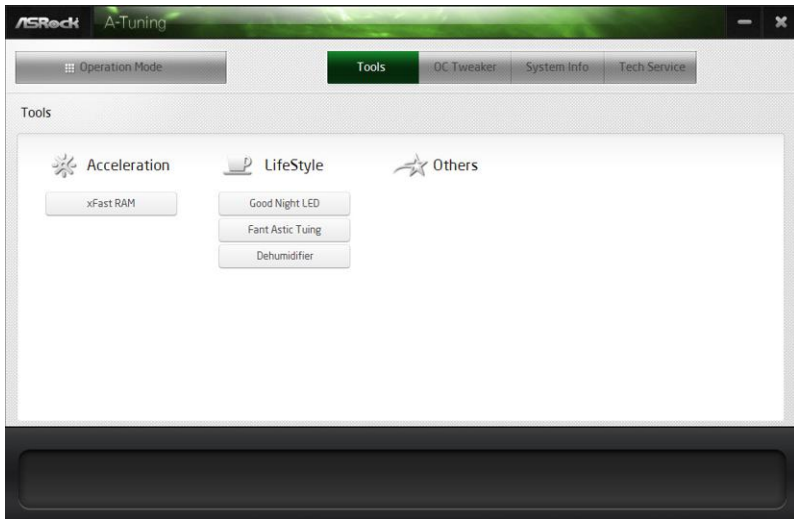 ASRock A-Tuning
Operation Mode Tools OC Tweaker System Info Tech Service
Tools
Acceleration LifeStyle Others
xFast RAM Good Night LED
Fant Astic Tuing
Dehumidifier